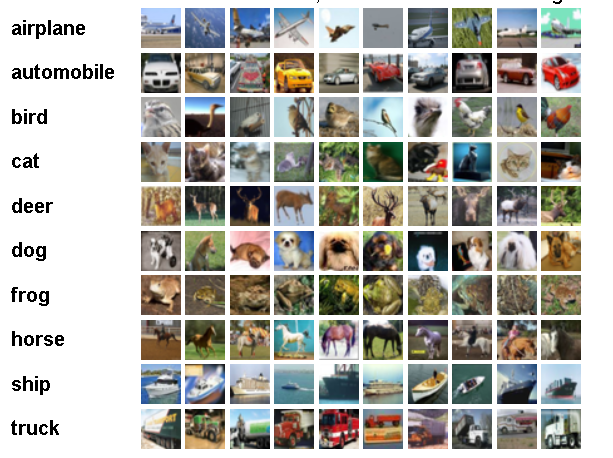 airplane
automobile
bird
cat
deer
dog
frog
horse
ship
truck